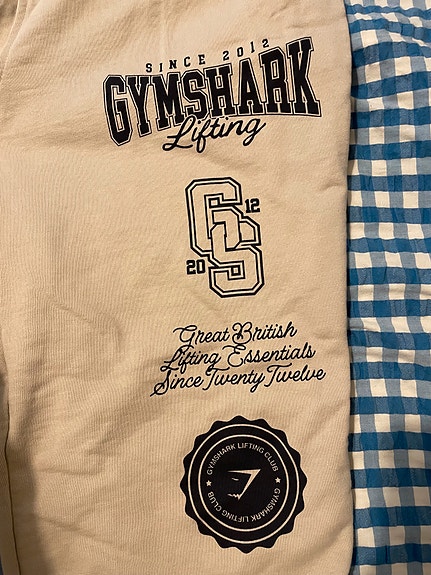 SINCE 2012
GYMSHARK
Lifting
GS
12
20
Great British
Lifting Essentials
Since Twenty Twelve
GYMSHARK LIFTING CLUB
GYMSHARK LIFTING CLUB